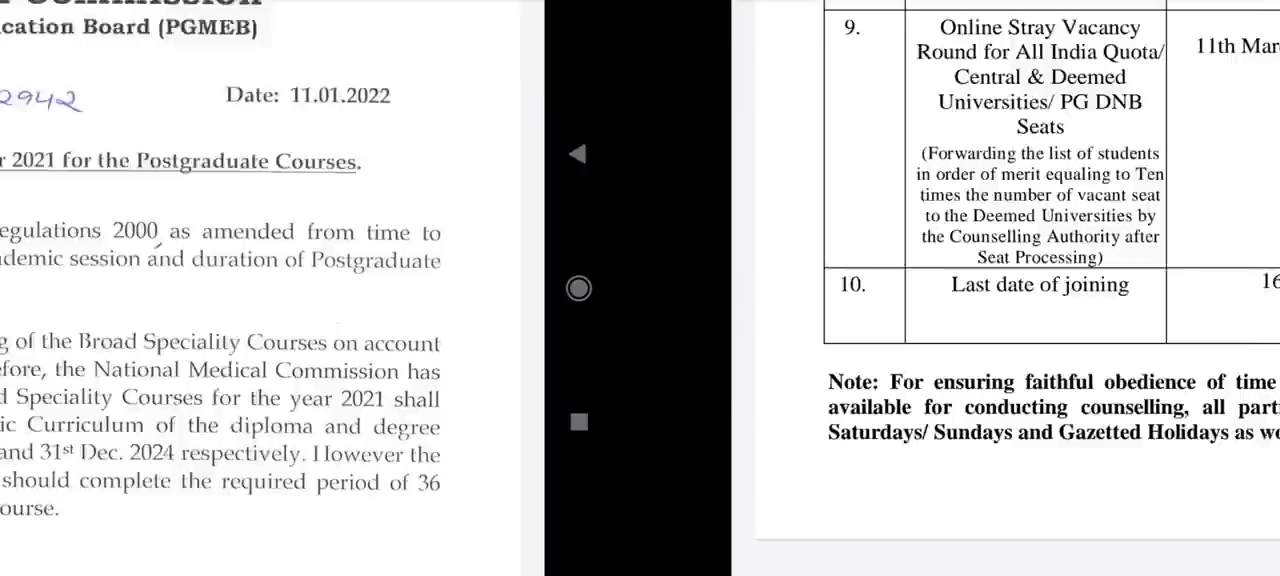 cation Board (PGMEB)
2942
Date: 11.01.2022
r 2021 for the Postgraduate Courses.
egulations 2000 as amended from time to
demic session and duration of Postgraduate
g of the Broad Speciality Courses on account
efore, the National Medical Commission has
d Speciality Courses for the year 2021 shall
ic Curriculum of the diploma and degree
and 31st Dec. 2024 respectively. However the
should complete the required period of 36
ourse.
9.
Online Stray Vacancy
Round for All India Quota/
Central & Deemed
Universities/ PG DNB
Seats
(Forwarding the list of students
in order of merit equaling to Ten
times the number of vacant seat
to the Deemed Universities by
the Counselling Authority after
Seat Processing)
11th Mar
10.
Last date of joining
16
Note: For ensuring faithful obedience of time
available for conducting counselling, all parti
Saturdays/ Sundays and Gazetted Holidays as wo